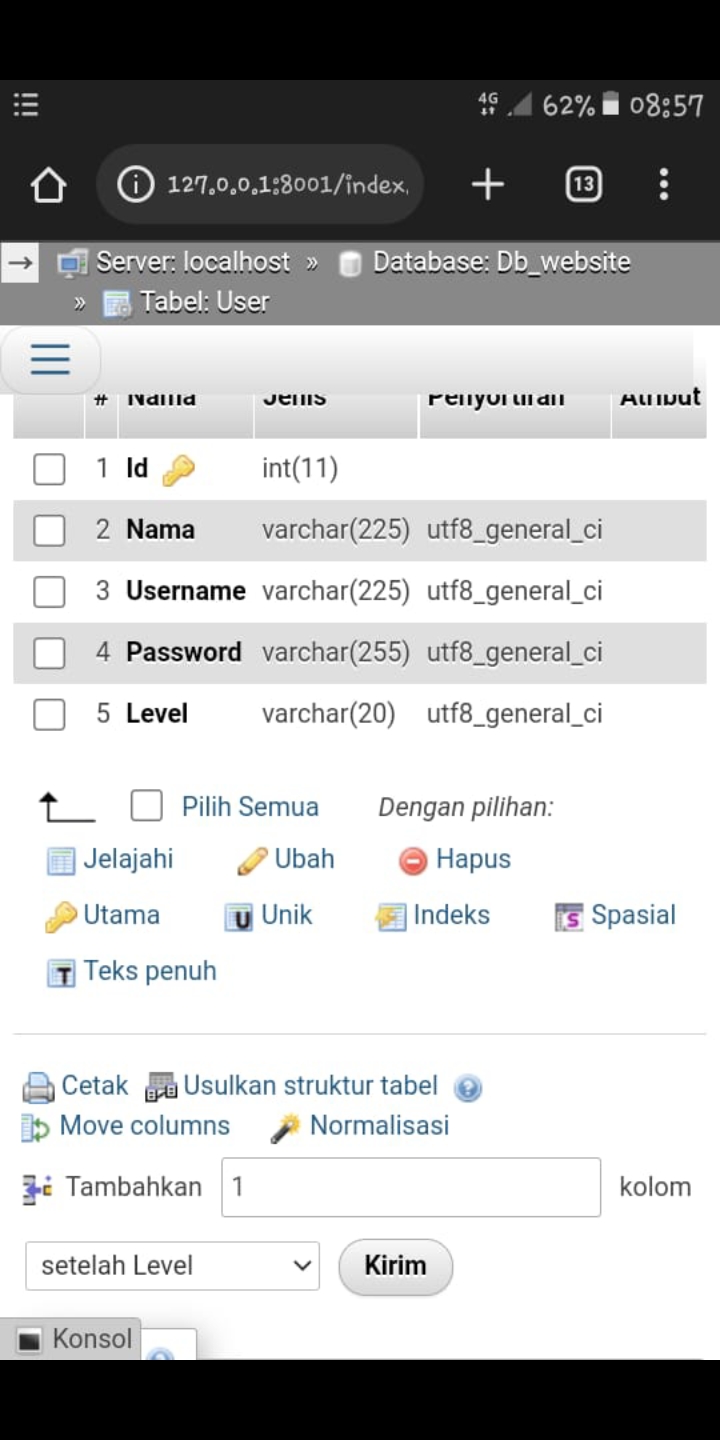 4G 62% 08:57
127.0.0.1:8001/index.
13
Server: localhost » Database: Db_website
» Tabel: User
# Nama Jenis Penyortiran Atribut
1 Id int(11)
2 Nama varchar(225) utf8_general_ci
3 Username varchar(225) utf8_general_ci
4 Password varchar(255) utf8_general_ci
5 Level varchar(20) utf8_general_ci
Pilih Semua Dengan pilihan:
Jelajahi Ubah Hapus
Utama Unik Indeks Spasial
Teks penuh
Cetak Usulkan struktur tabel
Move columns Normalisasi
Tambahkan 1 kolom
setelah Level Kirim
Konsol